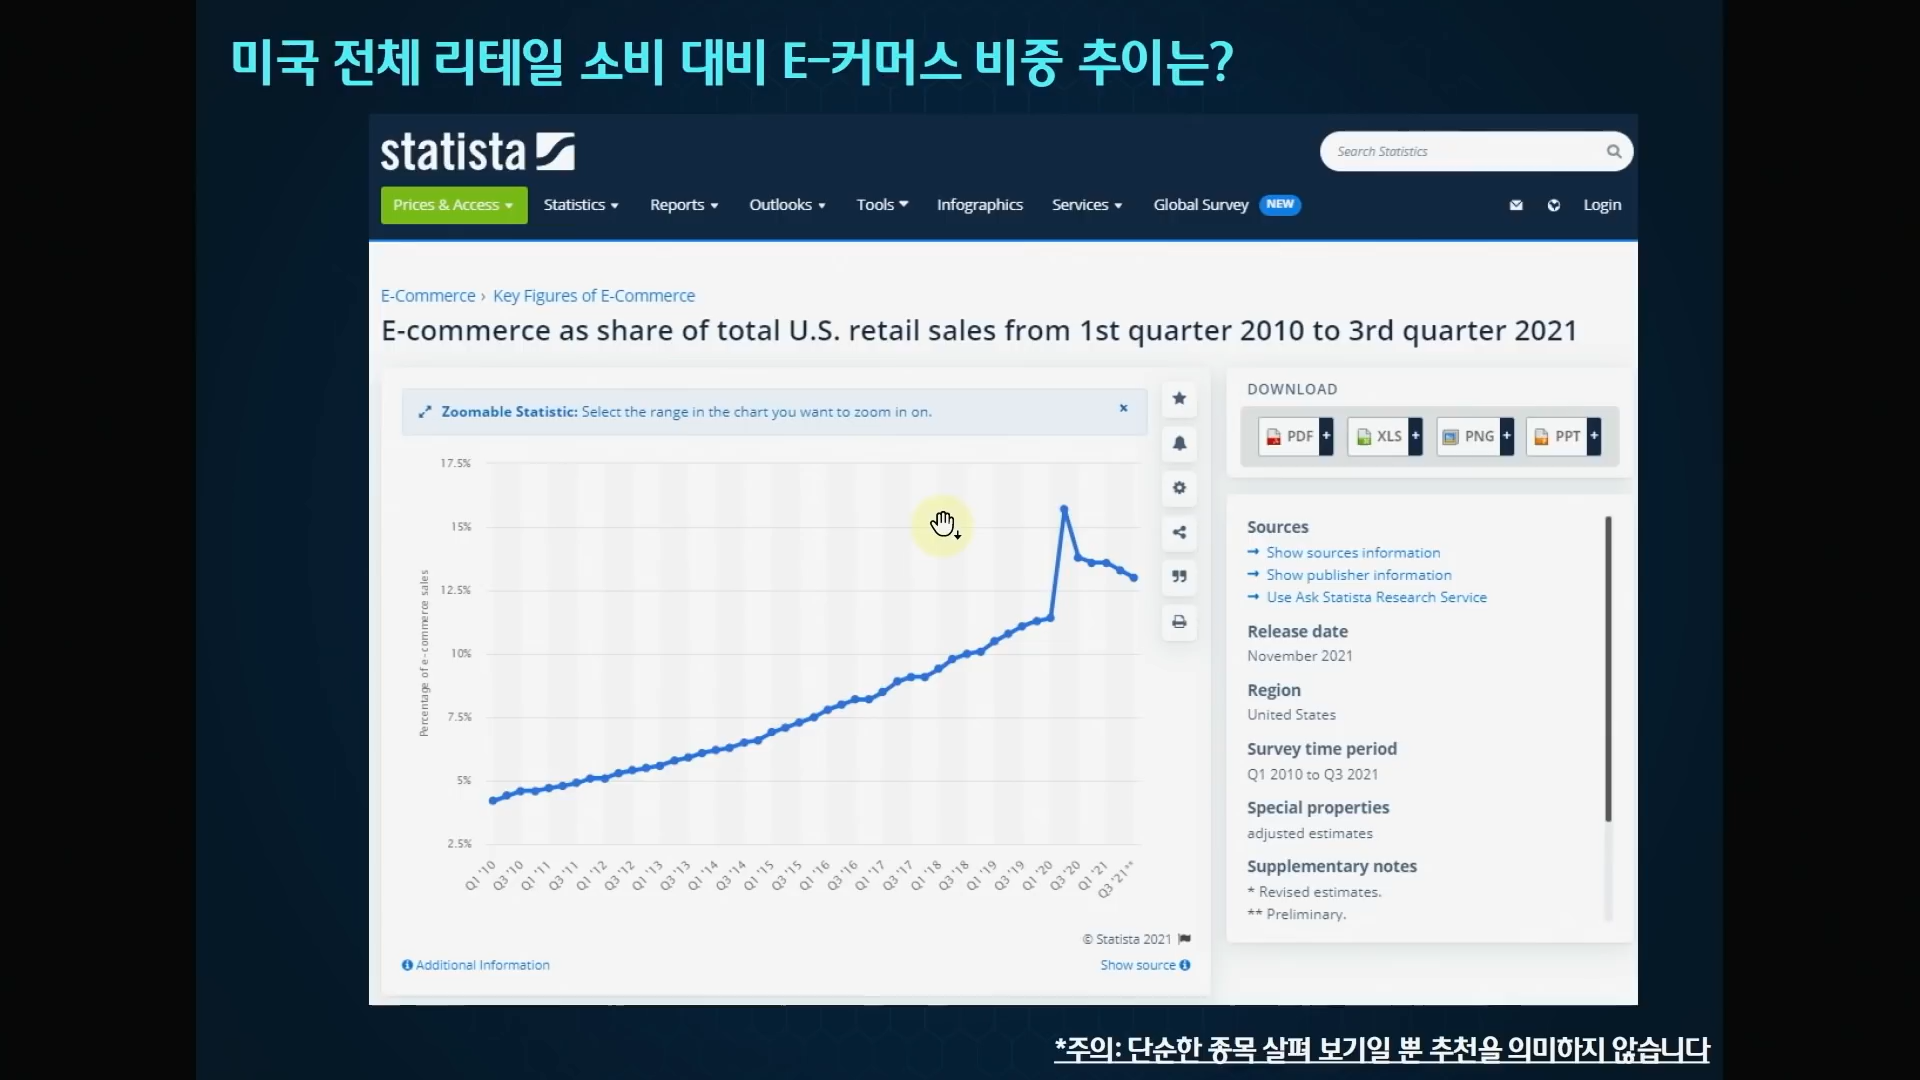 미국 전체 리테일 소비 대비 E-커머스 비중 추이는?
statista
Search Statistics
Prices & Access Statistics Reports Outlooks Tools Infographics Services Global Survey NEW Login
E-Commerce › Key Figures of E-Commerce
E-commerce as share of total U.S. retail sales from 1st quarter 2010 to 3rd quarter 2021
Zoomable Statistic: Select the range in the chart you want to zoom in on. ×
Percentage of e-commerce sales
17.5%
15%
12.5%
10%
7.5%
5%
2.5%
Q1 '10 Q3 '10 Q1 '11 Q3 '11 Q1 '12 Q3 '12 Q1 '13 Q3 '13 Q1 '14 Q3 '14 Q1 '15 Q3 '15 Q1 '16 Q3 '16 Q1 '17 Q3 '17 Q1 '18 Q3 '18 Q1 '19 Q3 '19 Q1 '20 Q3 '20 Q1 '21 Q3 '21**
© Statista 2021
Additional Information
Show source
DOWNLOAD
PDF + XLS + PNG + PPT +
Sources
→ Show sources information
→ Show publisher information
→ Use Ask Statista Research Service
Release date
November 2021
Region
United States
Survey time period
Q1 2010 to Q3 2021
Special properties
adjusted estimates
Supplementary notes
* Revised estimates.
** Preliminary.
*주의: 단순한 종목 살펴 보기일 뿐 추천을 의미하지 않습니다